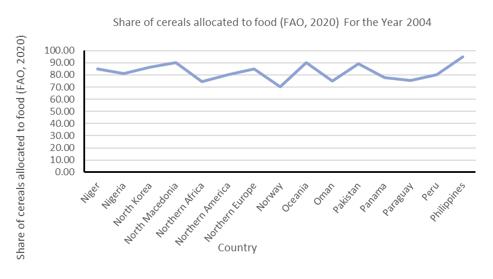 Share of cereals allocated to food (FAO, 2020) For the Year 2004
Share of cereals allocated to food (FAO, 2020)
100.00
90.00
80.00
70.00
60.00
50.00
40.00
30.00
20.00
10.00
0.00
Niger
Nigeria
North Korea
North Macedonia
Northern Africa
Northern America
Northern Europe
Norway
Oceania
Oman
Pakistan
Panama
Paraguay
Peru
Philippines
Country